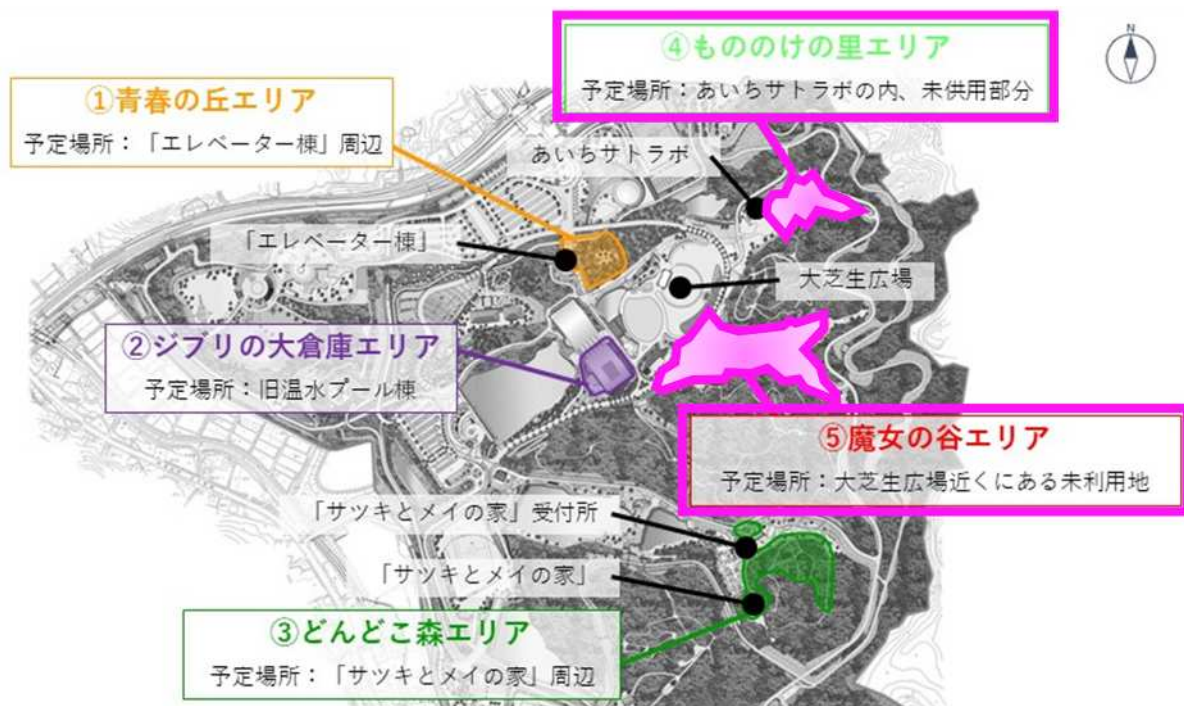 ④もののけの里エリア
予定場所：あいちサトラボの内、未供用部分
N
①青春の丘エリア
予定場所：「エレベーター棟」周辺
あいちサトラボ
「エレベーター棟」
大芝生広場
②ジブリの大倉庫エリア
予定場所：旧温水プール棟
⑤魔女の谷エリア
予定場所：大芝生広場近くにある未利用地
「サツキとメイの家」受付所
「サツキとメイの家」
③どんどこ森エリア
予定場所：「サツキとメイの家」周辺